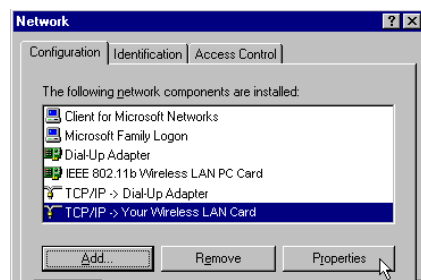 Network
? ×
Configuration Identification Access Control
The following network components are installed:
Client for Microsoft Networks
Microsoft Family Logon
Dial-Up Adapter
IEEE 802.11b Wireless LAN PC Card
TCP/IP -> Dial-Up Adapter
TCP/IP -> Your Wireless LAN Card
Add... Remove Properties